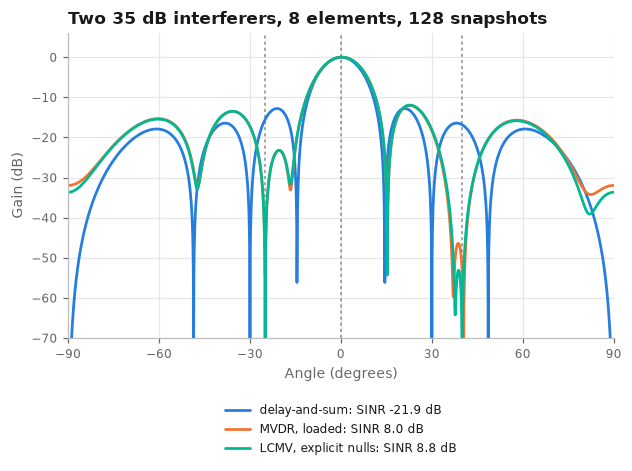 Two 35 dB interferers, 8 elements, 128 snapshots
0
−10
−20
−30
−40
−50
−60
−70
Gain (dB)
−90
−60
−30
0
30
60
90
Angle (degrees)
delay-and-sum: SINR -21.9 dB
MVDR, loaded: SINR 8.0 dB
LCMV, explicit nulls: SINR 8.8 dB